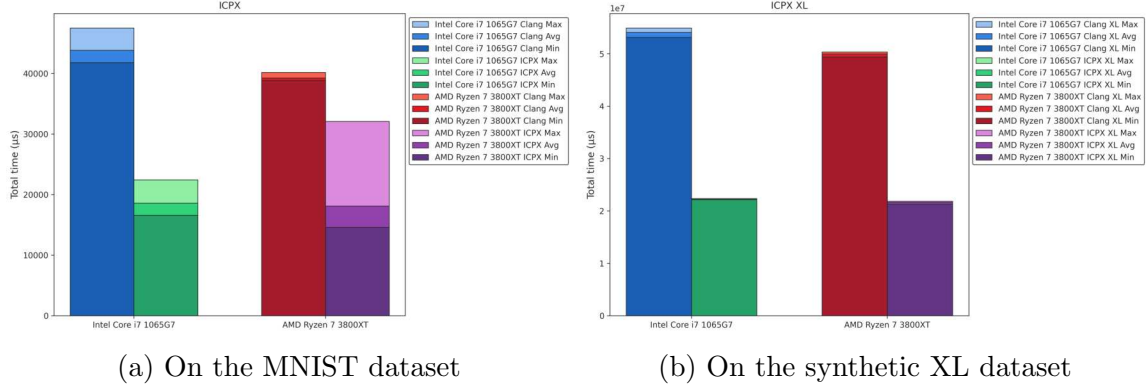 ICPX
Total time (μs)
40000
30000
20000
10000
0
Intel Core i7 1065G7
AMD Ryzen 7 3800XT
Intel Core i7 1065G7 Clang Max
Intel Core i7 1065G7 Clang Avg
Intel Core i7 1065G7 Clang Min
Intel Core i7 1065G7 ICPX Max
Intel Core i7 1065G7 ICPX Avg
Intel Core i7 1065G7 ICPX Min
AMD Ryzen 7 3800XT Clang Max
AMD Ryzen 7 3800XT Clang Avg
AMD Ryzen 7 3800XT Clang Min
AMD Ryzen 7 3800XT ICPX Max
AMD Ryzen 7 3800XT ICPX Avg
AMD Ryzen 7 3800XT ICPX Min
(a) On the MNIST dataset
ICPX XL
1e7
Total time (μs)
5
4
3
2
1
0
Intel Core i7 1065G7
AMD Ryzen 7 3800XT
Intel Core i7 1065G7 Clang XL Max
Intel Core i7 1065G7 Clang XL Avg
Intel Core i7 1065G7 Clang XL Min
Intel Core i7 1065G7 ICPX XL Max
Intel Core i7 1065G7 ICPX XL Avg
Intel Core i7 1065G7 ICPX XL Min
AMD Ryzen 7 3800XT Clang XL Max
AMD Ryzen 7 3800XT Clang XL Avg
AMD Ryzen 7 3800XT Clang XL Min
AMD Ryzen 7 3800XT ICPX XL Max
AMD Ryzen 7 3800XT ICPX XL Avg
AMD Ryzen 7 3800XT ICPX XL Min
(b) On the synthetic XL dataset